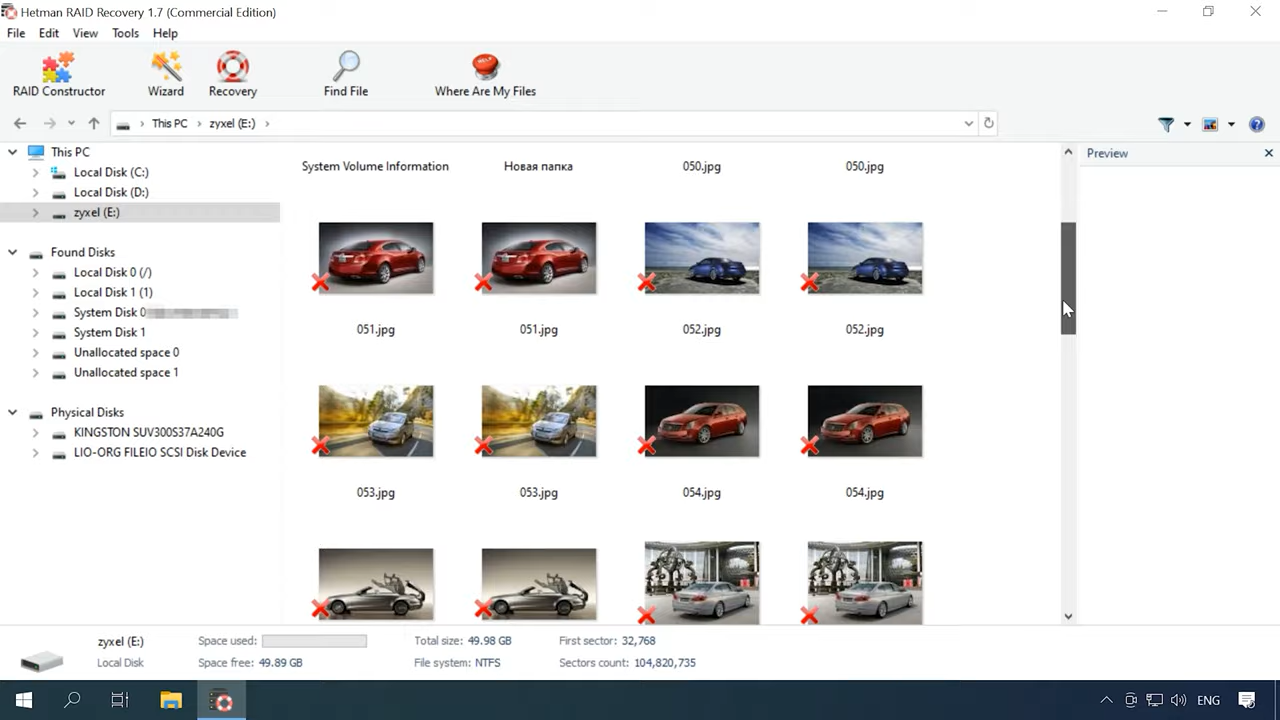 Hetman RAID Recovery 1.7 (Commercial Edition)
File Edit View Tools Help
RAID Constructor Wizard Recovery Find File Where Are My Files
This PC zyxel (E:)
Preview
This PC
Local Disk (C:)
Local Disk (D:)
zyxel (E:)
Found Disks
Local Disk 0 (/)
Local Disk 1 (1)
System Disk 0
System Disk 1
Unallocated space 0
Unallocated space 1
Physical Disks
KINGSTON SUV300S37A240G
LIO-ORG FILEIO SCSI Disk Device
System Volume Information Новая папка 050.jpg 050.jpg
051.jpg 051.jpg 052.jpg 052.jpg
053.jpg 053.jpg 054.jpg 054.jpg
zyxel (E:) Space used: Total size: 49.98 GB First sector: 32,768
Local Disk Space free: 49.89 GB File system: NTFS Sectors count: 104,820,735
ENG